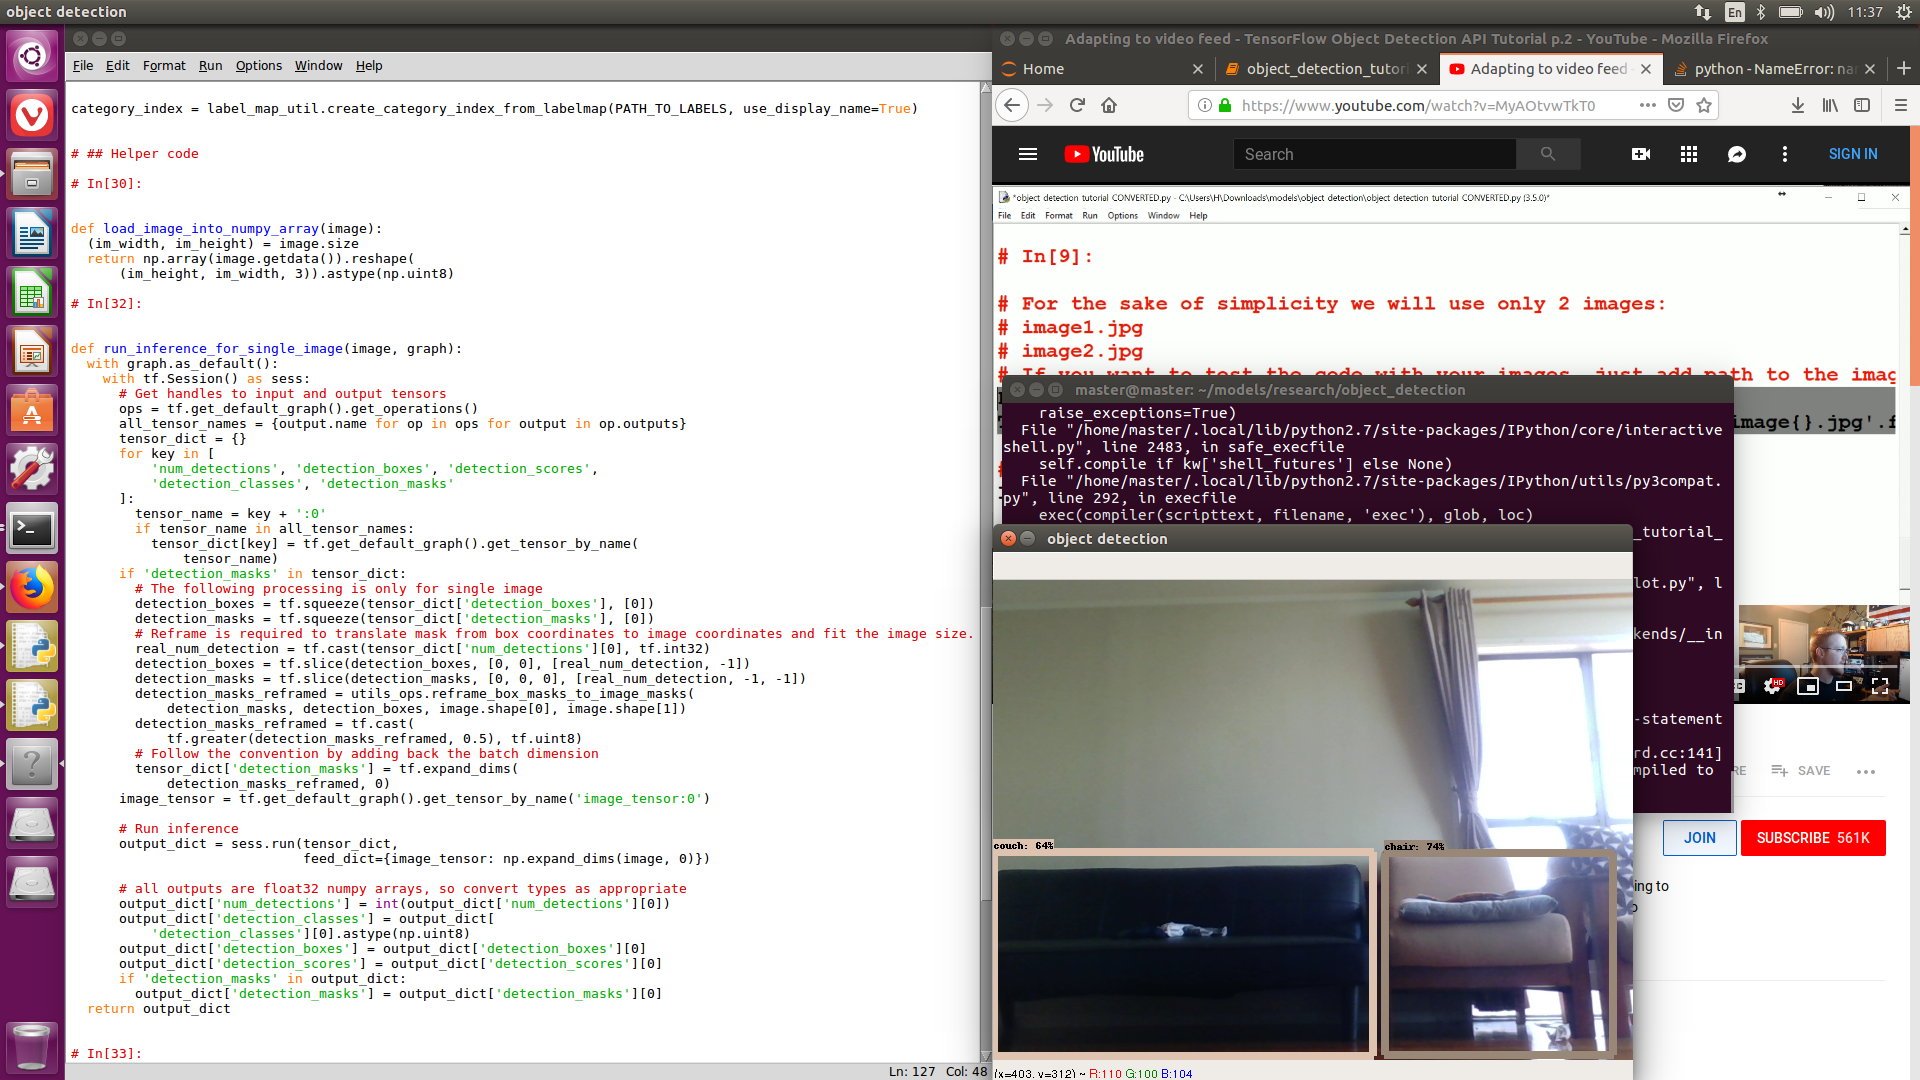 object detection
En
11:37
File Edit Format Run Options Window Help
category_index = label_map_util.create_category_index_from_labelmap(PATH_TO_LABELS, use_display_name=True)
# ## Helper code
# In[30]:
def load_image_into_numpy_array(image):
(im_width, im_height) = image.size
return np.array(image.getdata()).reshape(
(im_height, im_width, 3)).astype(np.uint8)
# In[32]:
def run_inference_for_single_image(image, graph):
with graph.as_default():
with tf.Session() as sess:
# Get handles to input and output tensors
ops = tf.get_default_graph().get_operations()
all_tensor_names = {output.name for op in ops for output in op.outputs}
tensor_dict = {}
for key in [
'num_detections', 'detection_boxes', 'detection_scores',
'detection_classes', 'detection_masks'
]:
tensor_name = key + ':0'
if tensor_name in all_tensor_names:
tensor_dict[key] = tf.get_default_graph().get_tensor_by_name(
tensor_name)
if 'detection_masks' in tensor_dict:
# The following processing is only for single image
detection_boxes = tf.squeeze(tensor_dict['detection_boxes'], [0])
detection_masks = tf.squeeze(tensor_dict['detection_masks'], [0])
# Reframe is required to translate mask from box coordinates to image coordinates and fit the image size.
real_num_detection = tf.cast(tensor_dict['num_detections'][0], tf.int32)
detection_boxes = tf.slice(detection_boxes, [0, 0], [real_num_detection, -1])
detection_masks = tf.slice(detection_masks, [0, 0, 0], [real_num_detection, -1, -1])
detection_masks_reframed = utils_ops.reframe_box_masks_to_image_masks(
detection_masks, detection_boxes, image.shape[0], image.shape[1])
detection_masks_reframed = tf.cast(
tf.greater(detection_masks_reframed, 0.5), tf.uint8)
# Follow the convention by adding back the batch dimension
tensor_dict['detection_masks'] = tf.expand_dims(
detection_masks_reframed, 0)
image_tensor = tf.get_default_graph().get_tensor_by_name('image_tensor:0')
# Run inference
output_dict = sess.run(tensor_dict,
feed_dict={image_tensor: np.expand_dims(image, 0)})
# all outputs are float32 numpy arrays, so convert types as appropriate
output_dict['num_detections'] = int(output_dict['num_detections'][0])
output_dict['detection_classes'] = output_dict[
'detection_classes'][0].astype(np.uint8)
output_dict['detection_boxes'] = output_dict['detection_boxes'][0]
output_dict['detection_scores'] = output_dict['detection_scores'][0]
if 'detection_masks' in output_dict:
output_dict['detection_masks'] = output_dict['detection_masks'][0]
return output_dict
# In[33]:
Ln: 127 Col: 48
Adapting to video feed - TensorFlow Object Detection API Tutorial p.2 - YouTube - Mozilla Firefox
Home
object_detection_tutori
Adapting to video feed
python - NameError: na
https://www.youtube.com/watch?v=MyAOtvwTkT0
YouTube
Search
SIGN IN
*object detection tutorial CONVERTED.py - C:\Users\H\Downloads\models\object detection\object detection tutorial CONVERTED.py (3.5.0)*
File Edit Format Run Options Window Help
# In[9]:
# For the sake of simplicity we will use only 2 images:
# image1.jpg
# image2.jpg
# If you want to test the code with your images, just add path to the imag
image{}.jpg'.f
master@master: ~/models/research/object_detection
raise_exceptions=True)
File "/home/master/.local/lib/python2.7/site-packages/IPython/core/interactive
shell.py", line 2483, in safe_execfile
self.compile if kw['shell_futures'] else None)
File "/home/master/.local/lib/python2.7/site-packages/IPython/utils/py3compat.
py", line 292, in execfile
exec(compiler(scripttext, filename, 'exec'), glob, loc)
_tutorial_
lot.py", l
kends/__in
-statement
rd.cc:141]
mpiled to
object detection
couch: 64%
chair: 74%
(x=403, y=312) ~ R:110 G:100 B:104
HD
RE
SAVE
JOIN
SUBSCRIBE 561K
ing to